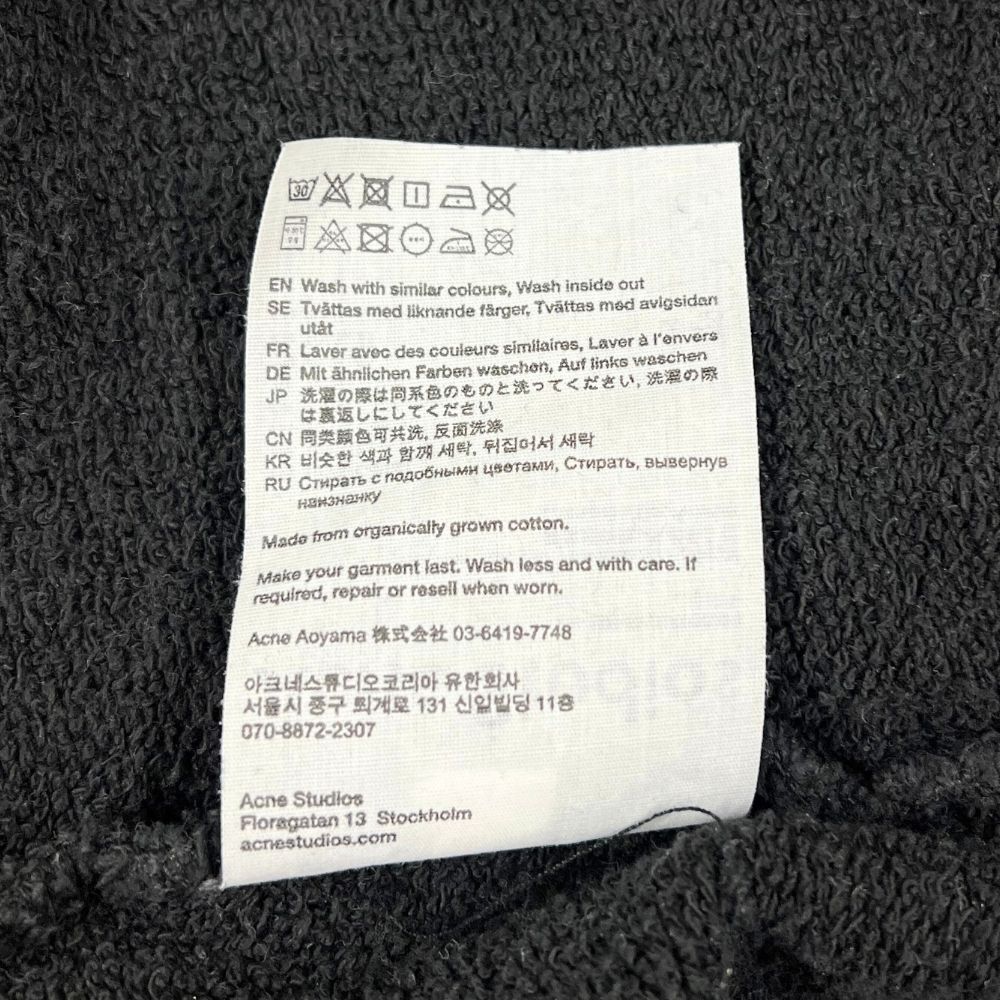 30
EN Wash with similar colours, Wash inside out
SE Tvättas med liknande färger, Tvättas med avigsidan
utåt
FR Laver avec des couleurs similaires, Laver à l'envers
DE Mit ähnlichen Farben waschen, Auf links waschen
JP 洗濯の際は同系色のものと洗ってください, 洗濯の際
は裏返しにしてください
CN 同类颜色可共洗, 反面洗涤
KR 비슷한 색과 함께 세탁, 뒤집어서 세탁
RU Стирать с подобными цветами, Стирать, вывернув
наизнанку
Made from organically grown cotton.
Make your garment last. Wash less and with care. If
required, repair or resell when worn.
Acne Aoyama 株式会社 03-6419-7748
아크네스튜디오코리아 유한회사
서울시 중구 퇴계로 131 신일빌딩 11층
070-8872-2307
Acne Studios
Floragatan 13 Stockholm
acnestudios.com